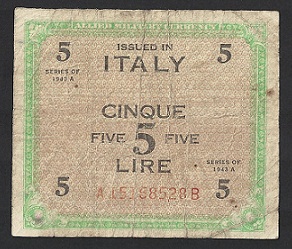 ALLIED MILITARY CURRENCY
5 ISSUED IN 5
ITALY
SERIES OF
1943 A
CINQUE
FIVE 5 FIVE
LIRE
SERIES OF
1943 A
5 5